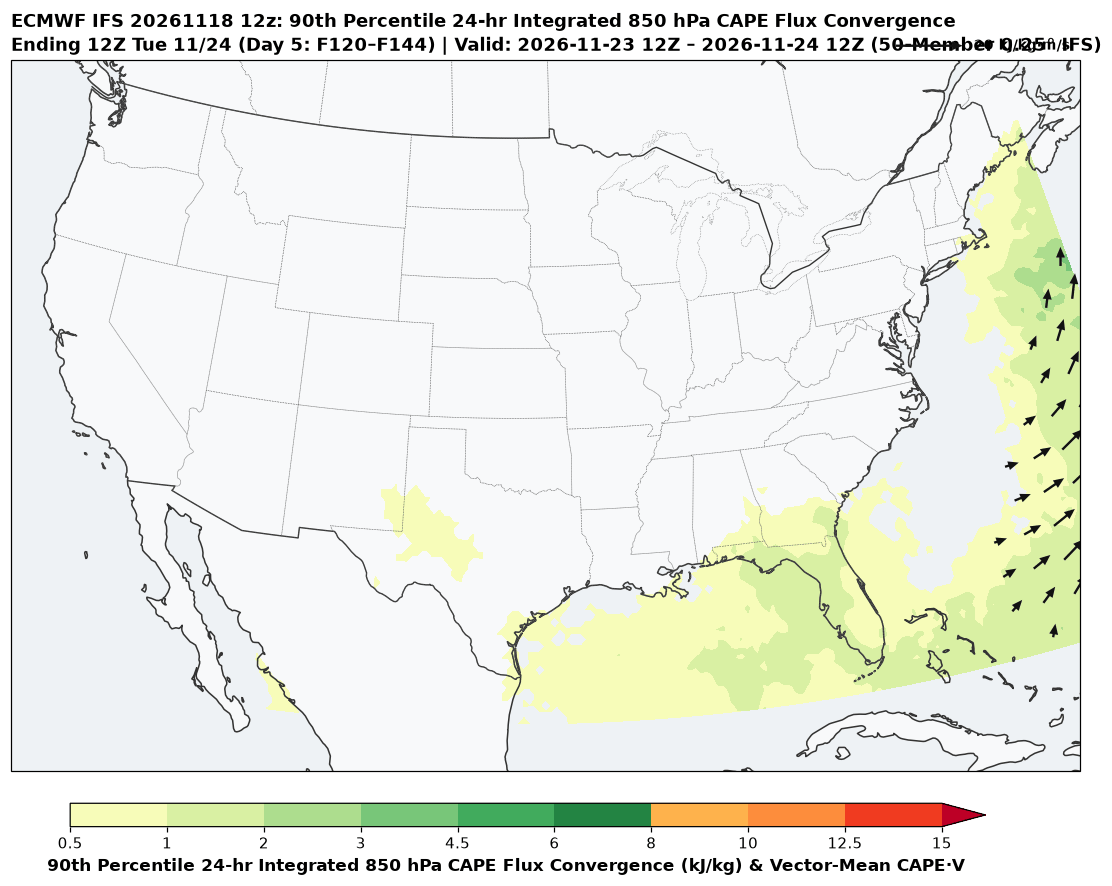 ECMWF IFS 20261118 12z: 90th Percentile 24-hr Integrated 850 hPa CAPE Flux Convergence
Ending 12Z Tue 11/24 (Day 5: F120–F144) | Valid: 2026-11-23 12Z – 2026-11-24 12Z (50-Member 0.25° IFS)
0.5 1 2 3 4.5 6 8 10 12.5 15
90th Percentile 24-hr Integrated 850 hPa CAPE Flux Convergence (kJ/kg) & Vector-Mean CAPE·V